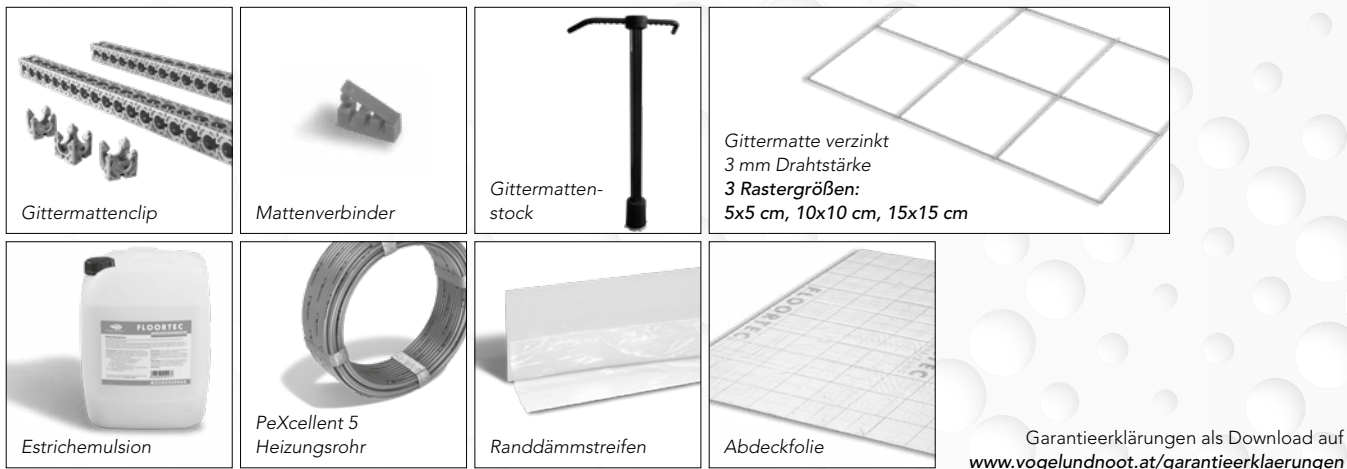 Gittermattenclip
Mattenverbinder
Gittermatten-
stock
Gittermatte verzinkt
3 mm Drahtstärke
3 Rastergrößen:
5x5 cm, 10x10 cm, 15x15 cm
FLOORTEC
Estrichemulsion
PeXcellent 5
Heizungsrohr
Randdämmstreifen
FLOORTEC
Abdeckfolie
Garantieerklärungen als Download auf
www.vogelundnoot.at/garantieerklaerungen